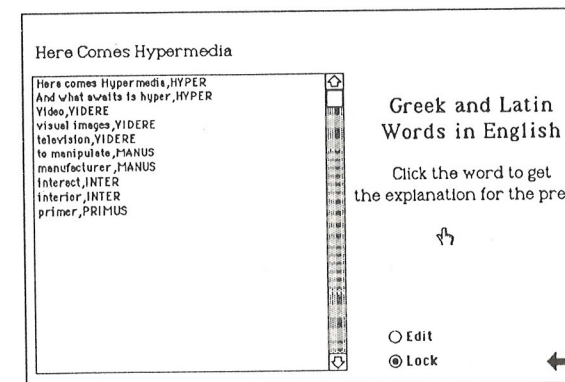 Here Comes Hypermedia
Here comes Hypermedia,HYPER
And what awaits is hyper,HYPER
Video,VIDERE
visual images,VIDERE
television,VIDERE
to manipulate,MANUS
manufacturer,MANUS
interact,INTER
interior,INTER
primer,PRIMUS
Greek and Latin
Words in English
Click the word to get
the explanation for the pre
Edit
Lock